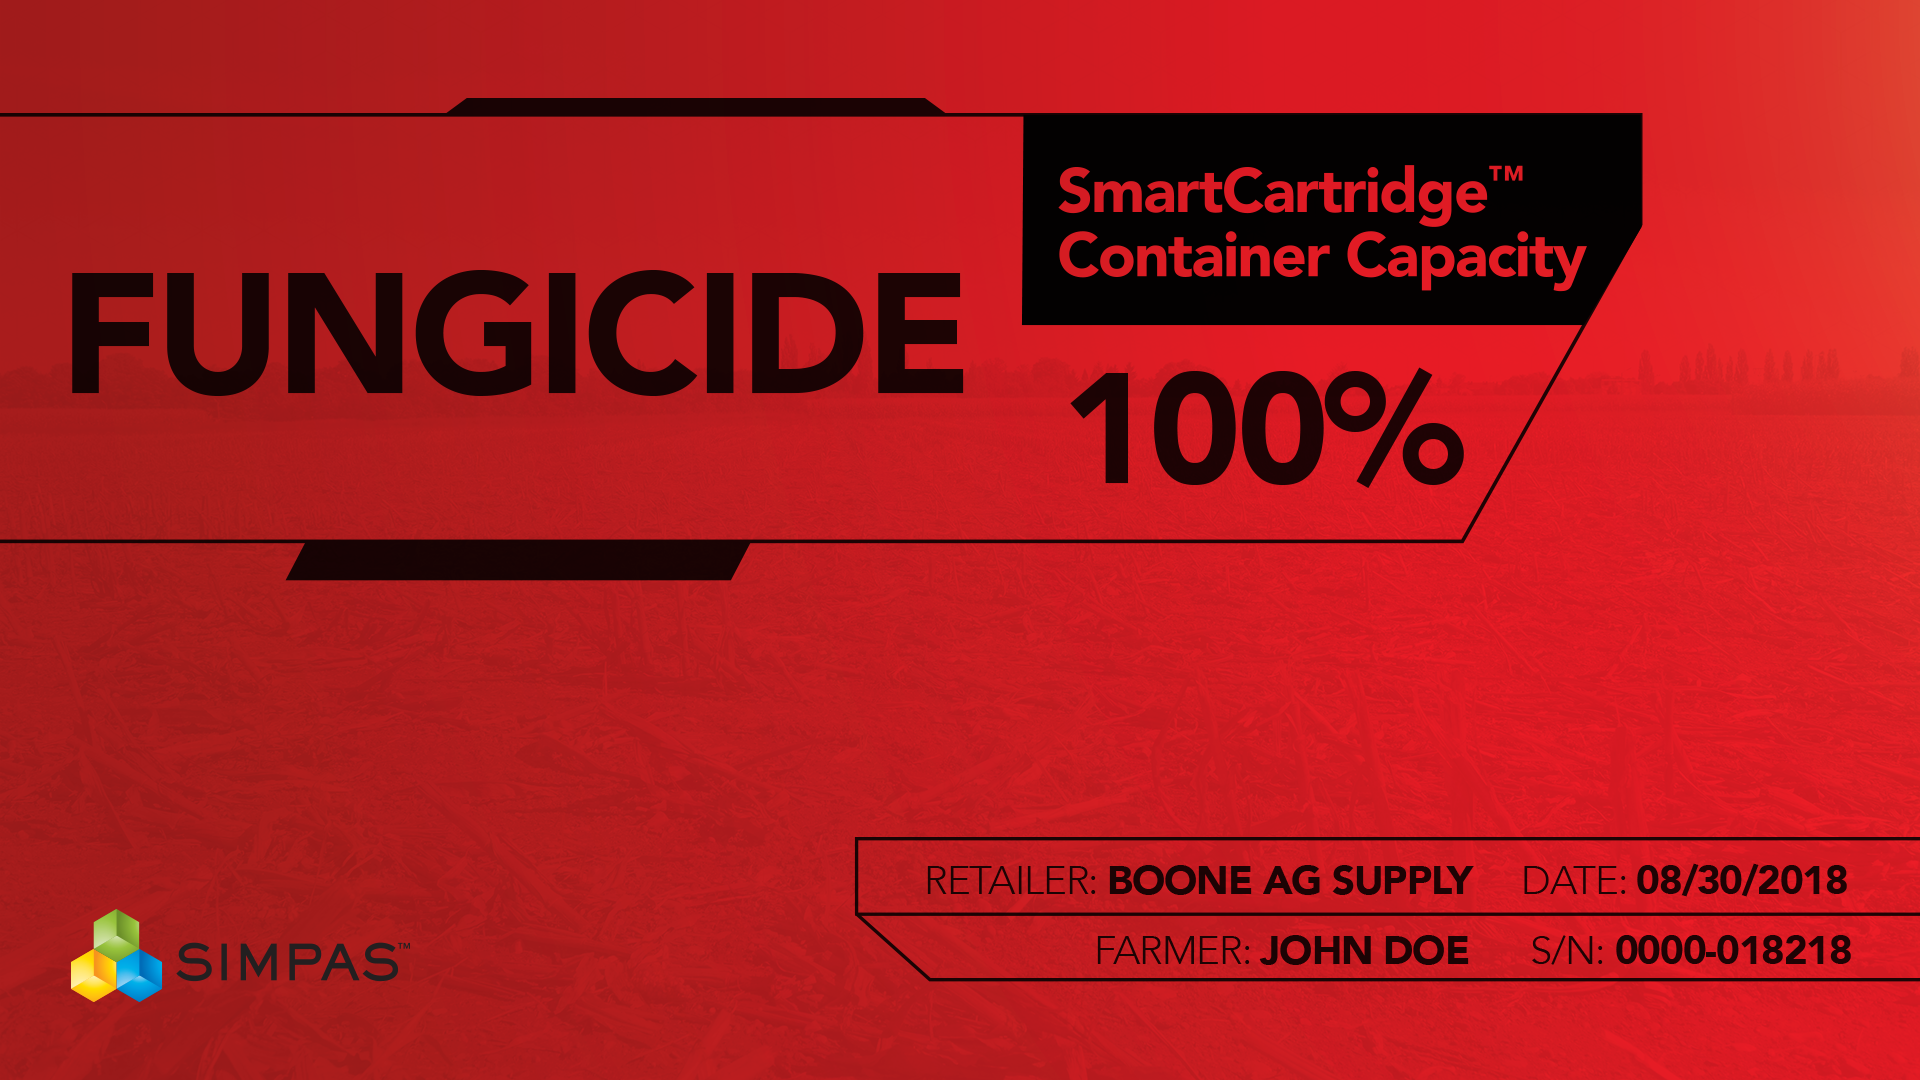 FUNGICIDE
SmartCartridge™
Container Capacity
100%
RETAILER: BOONE AG SUPPLY DATE: 08/30/2018
FARMER: JOHN DOE S/N: 0000-018218
SIMPAS™